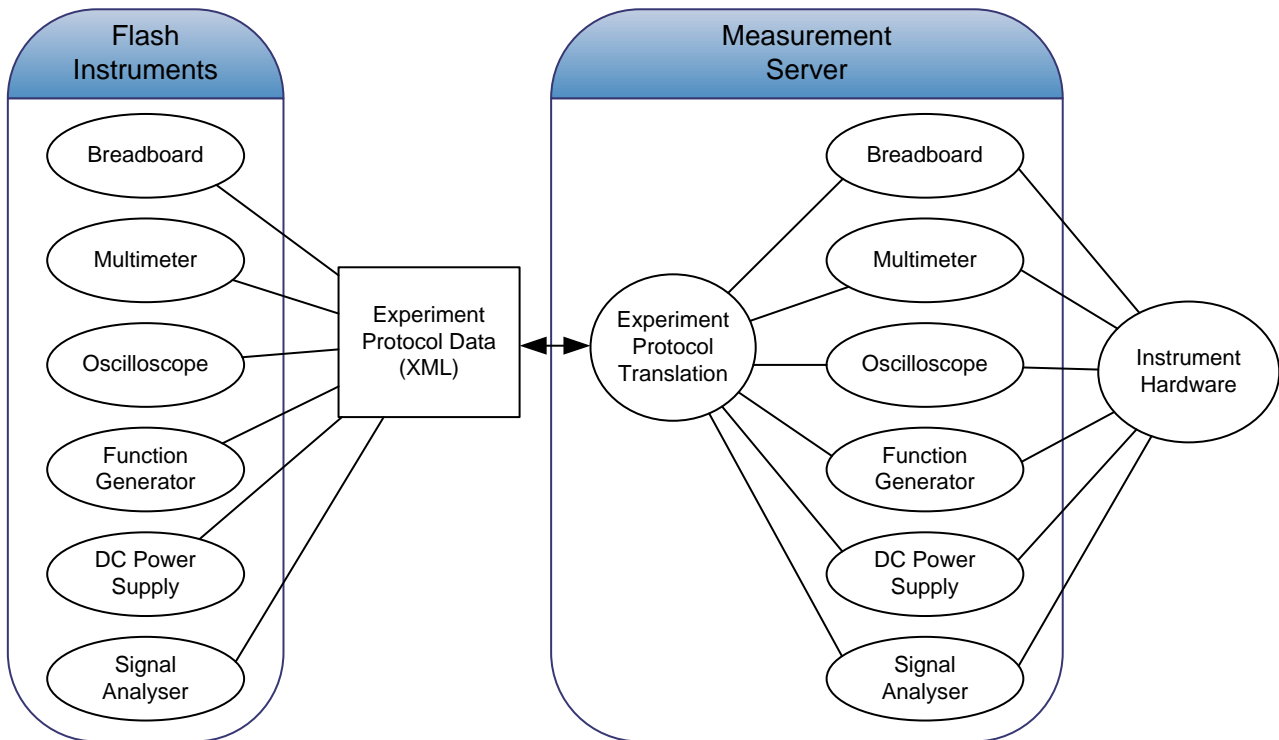 Flash
Instruments
Breadboard
Multimeter
Oscilloscope
Function
Generator
DC Power
Supply
Signal
Analyser
Experiment
Protocol Data
(XML)
Measurement
Server
Experiment
Protocol
Translation
Breadboard
Multimeter
Oscilloscope
Function
Generator
DC Power
Supply
Signal
Analyser
Instrument
Hardware